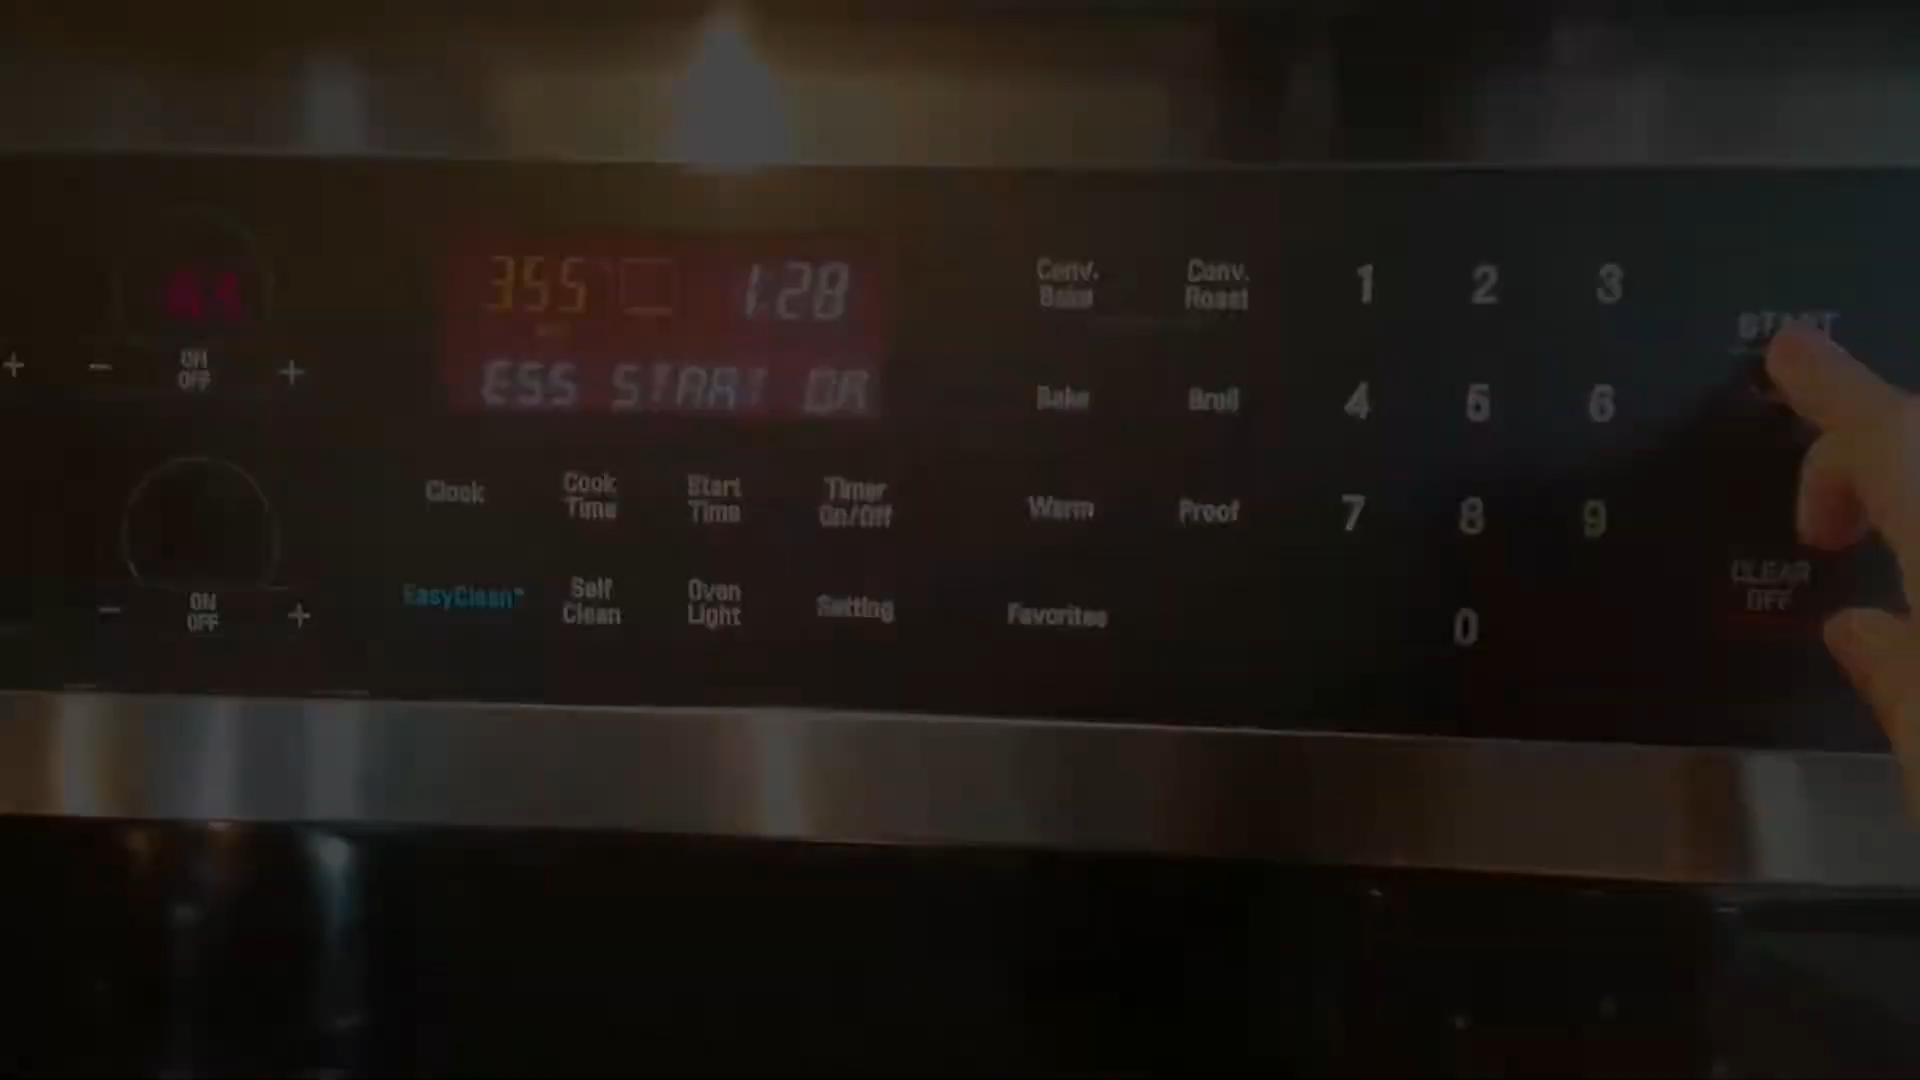 355 1:28
ESS START OR
+ - ON OFF +
- ON OFF +
Clock Cook Time Start Time Timer On/Off
EasyClean™ Self Clean Oven Light Setting
Conv. Bake Conv. Roast
Bake Broil
Warm Proof
Favorites
1 2 3
4 5 6
7 8 9
0
START
CLEAR OFF